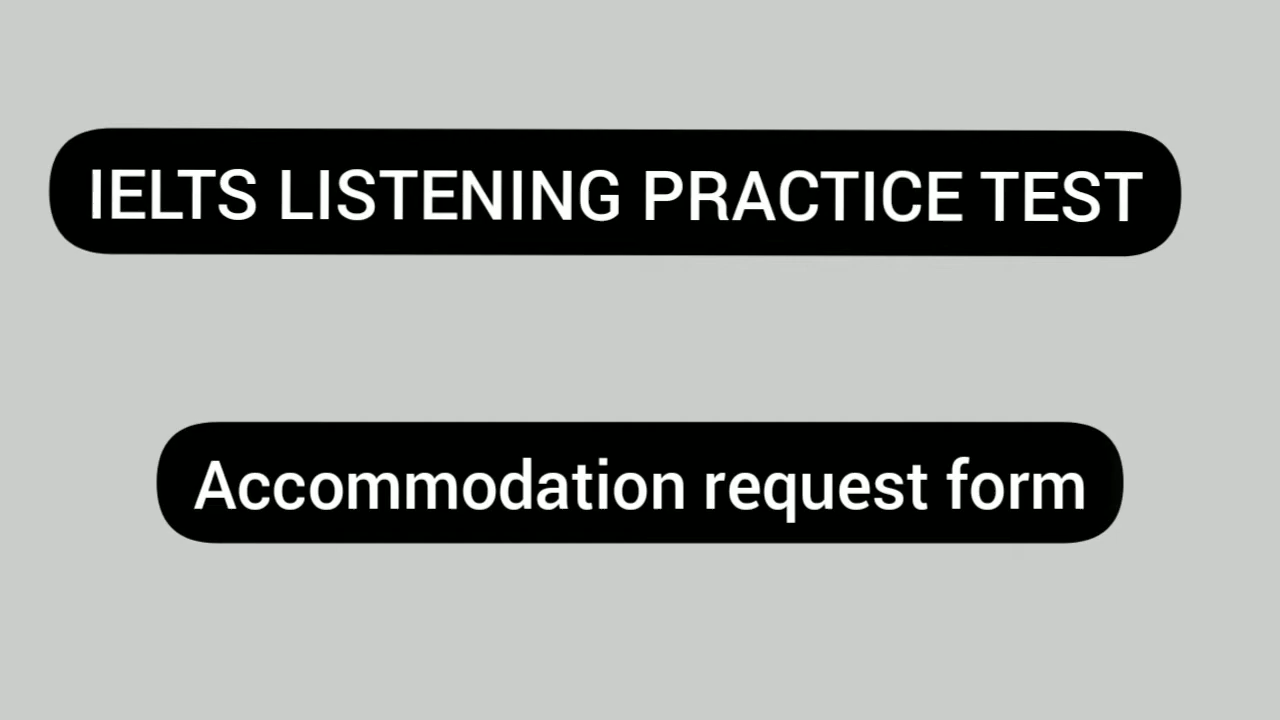 IELTS LISTENING PRACTICE TEST
Accommodation request form